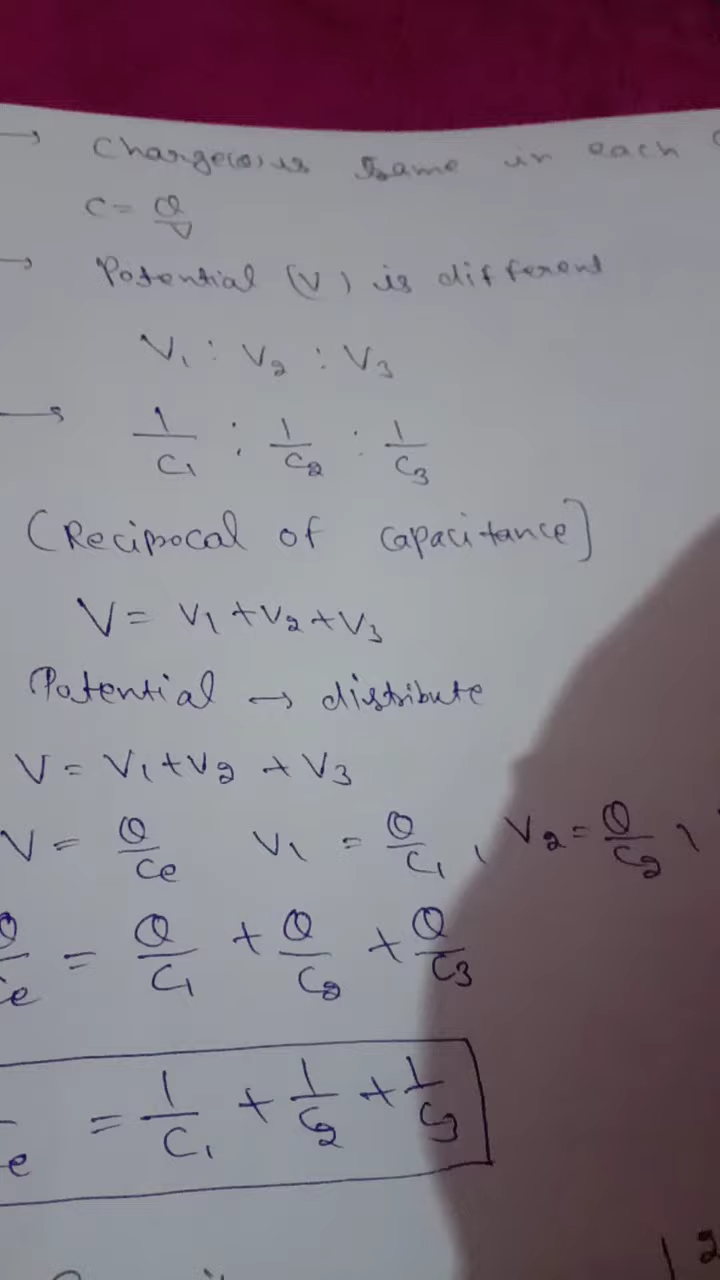 → Charge(Q) is same in each
C = Q/V
→ Potential (V) is different
V₁ : V₂ : V₃
→ 1/C₁ : 1/C₂ : 1/C₃
(Reciprocal of capacitance]
V = V₁ + V₂ + V₃
Potential → distribute
V = V₁ + V₂ + V₃
V = Q/Ce V₁ = Q/C₁, V₂ = Q/C₂,
Q/Ce = Q/C₁ + Q/C₂ + Q/C₃
e = 1/C₁ + 1/C₂ + 1/C₃
2